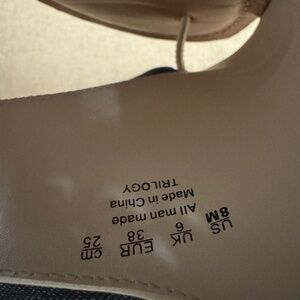 US UK EUR cm
8M 6 38 25
All man made
Made in China
TRILOGY